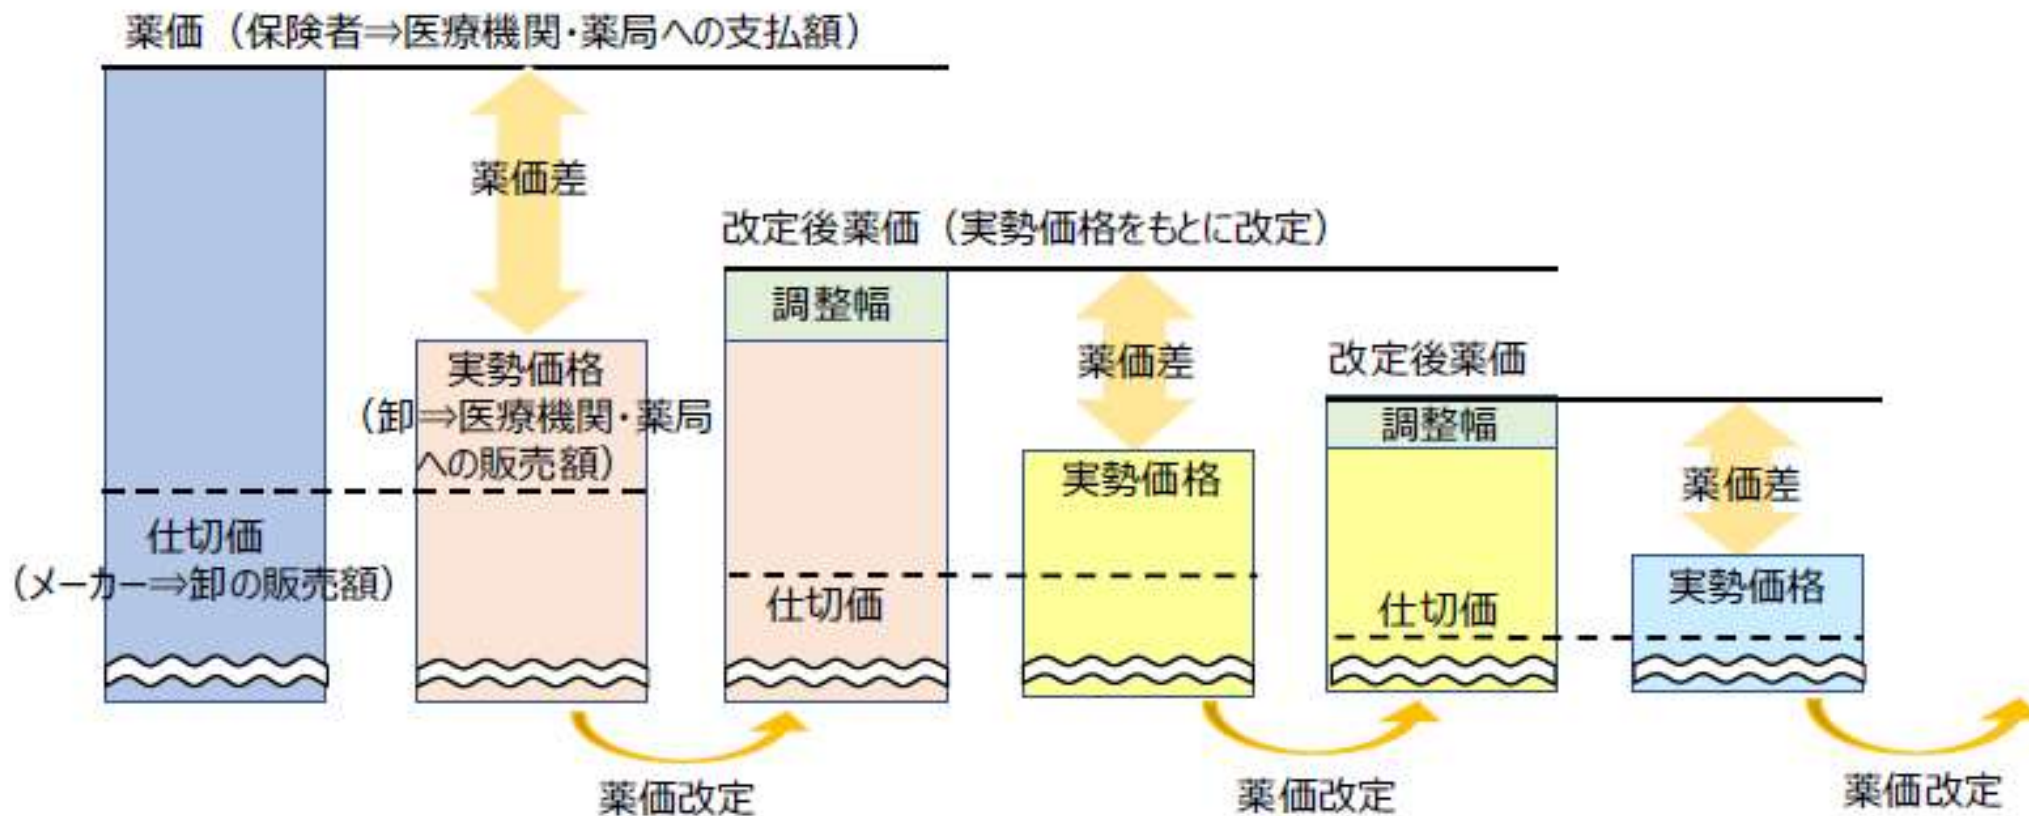 薬価（保険者⇒医療機関・薬局への支払額）
薬価差
実勢価格
（卸⇒医療機関・薬局
への販売額）
仕切価
（メーカー⇒卸の販売額）
改定後薬価（実勢価格をもとに改定）
調整幅
仕切価
薬価差
実勢価格
改定後薬価
調整幅
仕切価
薬価差
実勢価格
薬価改定
薬価改定
薬価改定